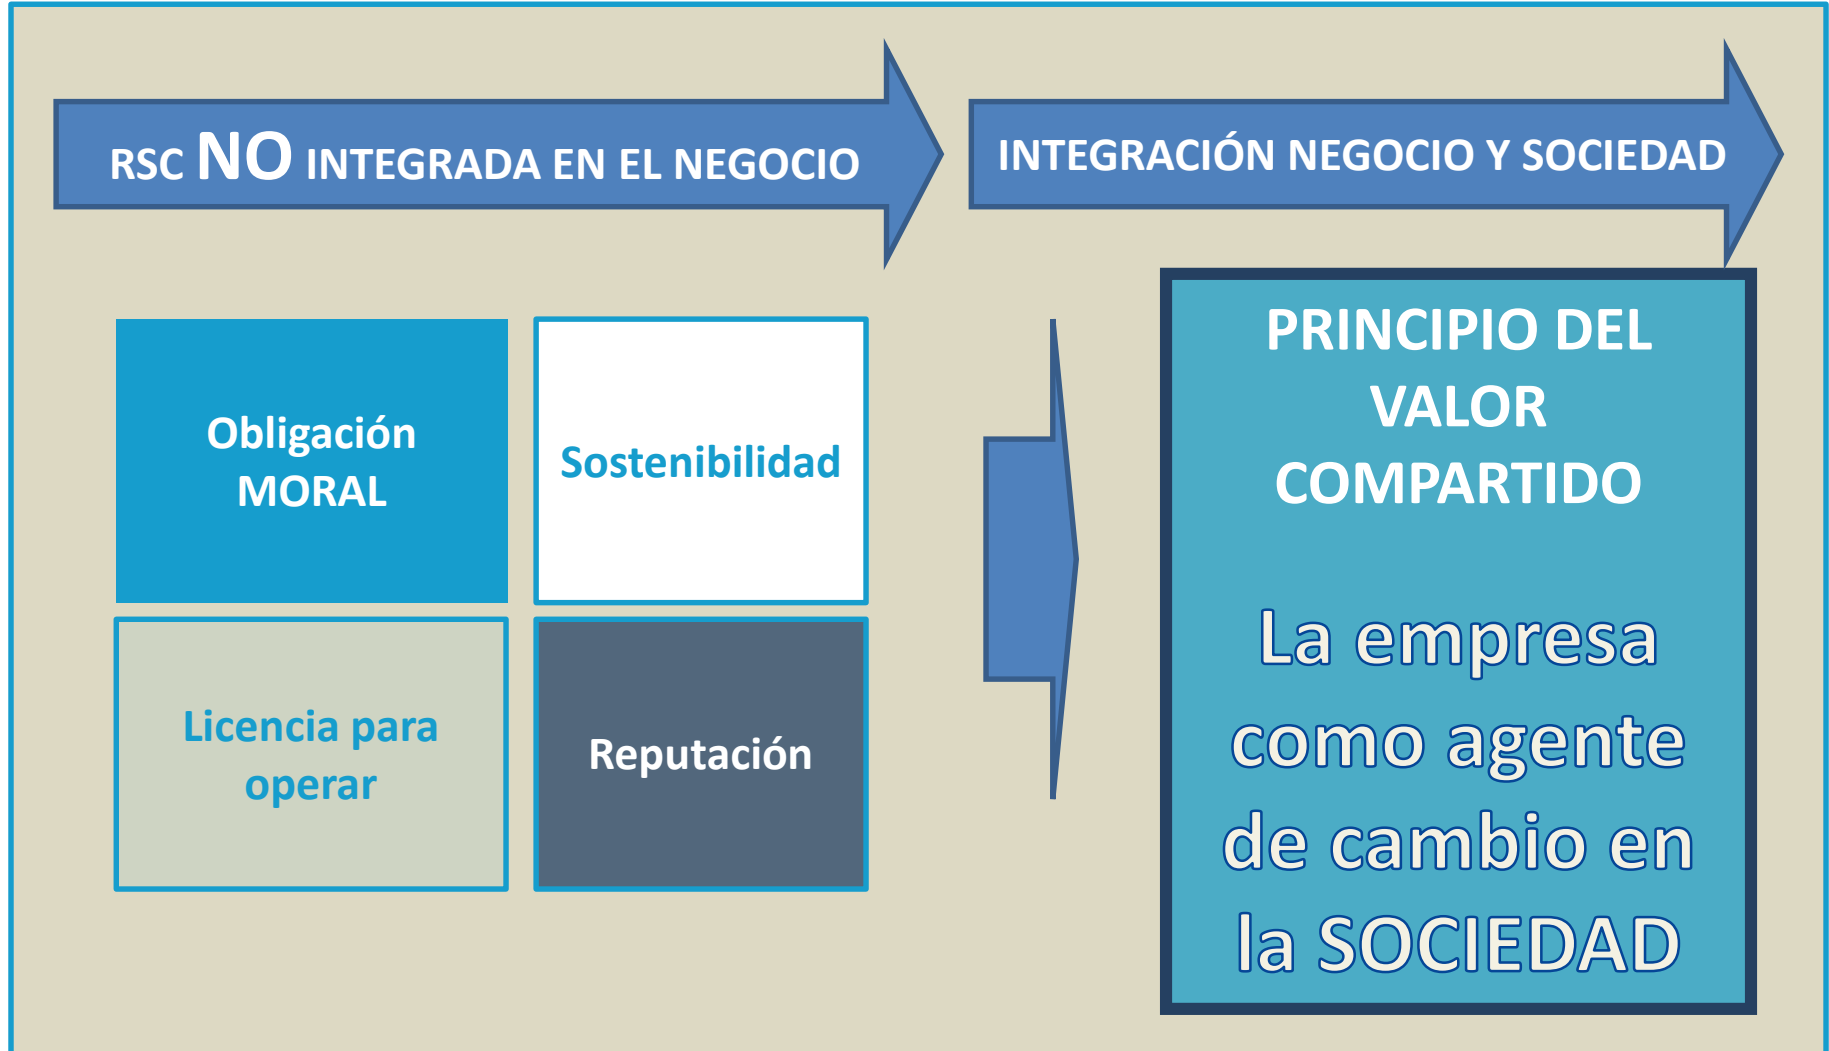 RSC NO INTEGRADA EN EL NEGOCIO
INTEGRACIÓN NEGOCIO Y SOCIEDAD
Obligación
MORAL
Sostenibilidad
Licencia para
operar
Reputación
PRINCIPIO DEL
VALOR
COMPARTIDO
La empresa
como agente
de cambio en
la SOCIEDAD